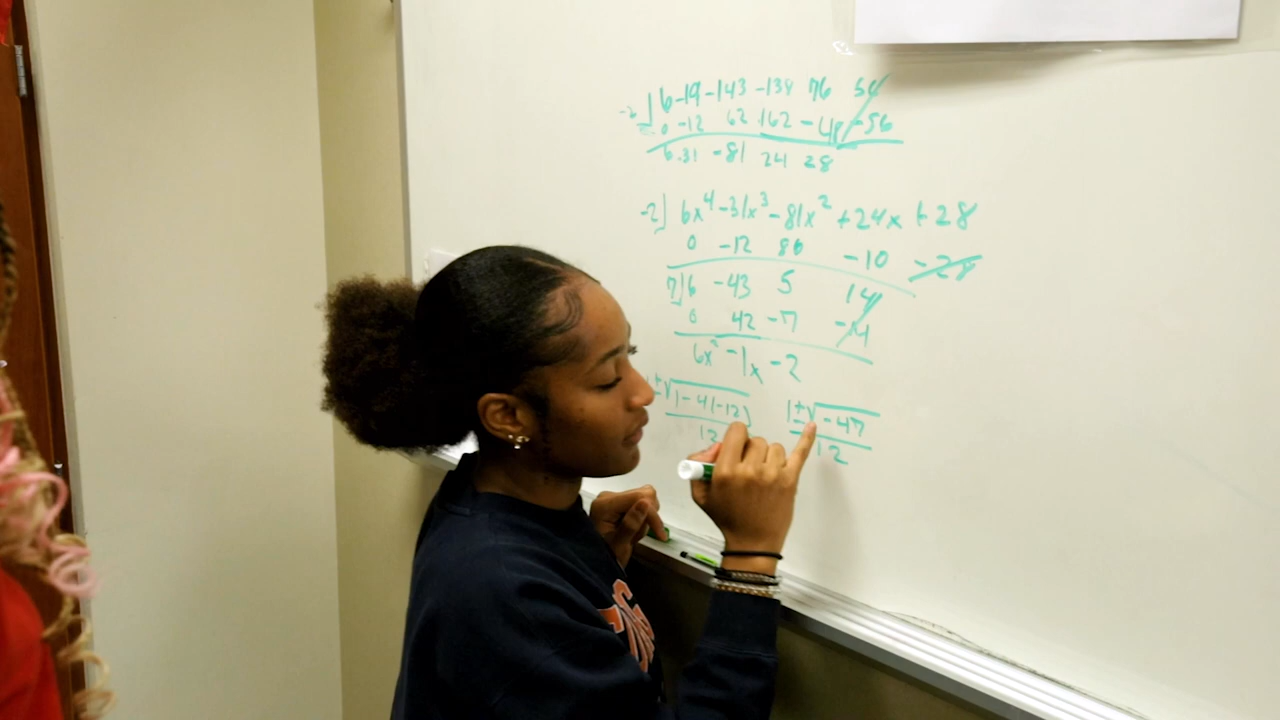 -2 | 6 -19 -143 -138 76 56
0 -12 62 162 -48 -56
6 -31 -81 24 28
-2 | 6x⁴ -31x³ -81x² +24x +28
0 -12 86 -10 -28
7 | 6 -43 5 14
0 42 -7 -14
6x² -1x -2
± √1-4(-12) 1±√-47
12 12